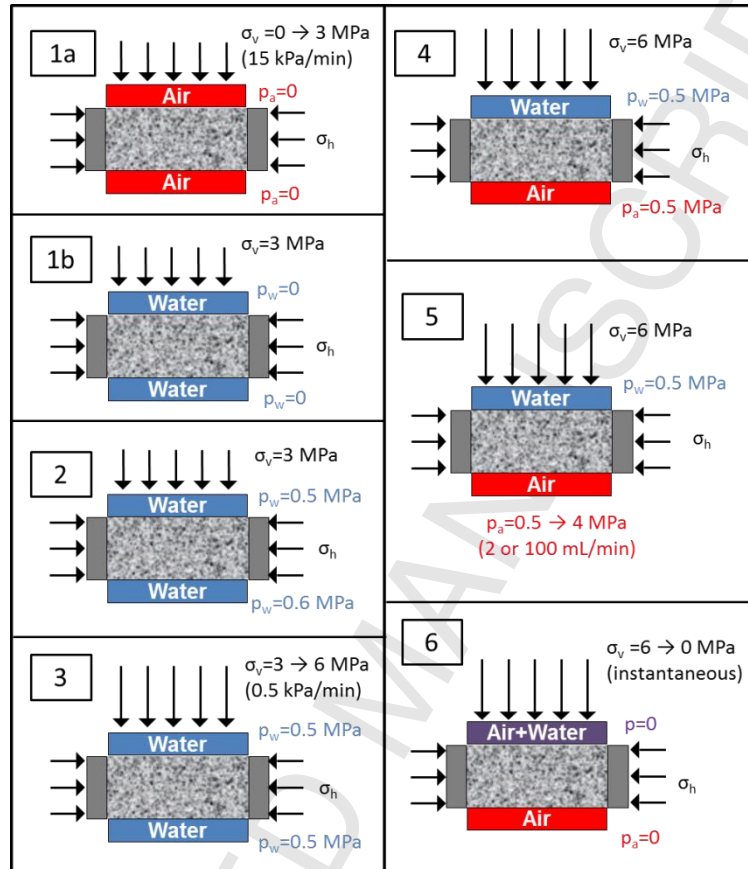 1a
σv =0 → 3 MPa
(15 kPa/min)
Air
pa=0
σh
Air
pa=0
1b
σv=3 MPa
Water
pw=0
σh
Water
pw=0
2
σv=3 MPa
Water
pw=0.5 MPa
σh
Water
pw=0.6 MPa
3
σv=3 → 6 MPa
(0.5 kPa/min)
Water
pw=0.5 MPa
σh
Water
pw=0.5 MPa
4
σv=6 MPa
Water
pw=0.5 MPa
σh
Air
pa=0.5 MPa
5
σv=6 MPa
Water
pw=0.5 MPa
σh
Air
pa=0.5 → 4 MPa
(2 or 100 mL/min)
6
σv =6 → 0 MPa
(instantaneous)
Air+Water
p=0
σh
Air
pa=0
ED MANUSCRI